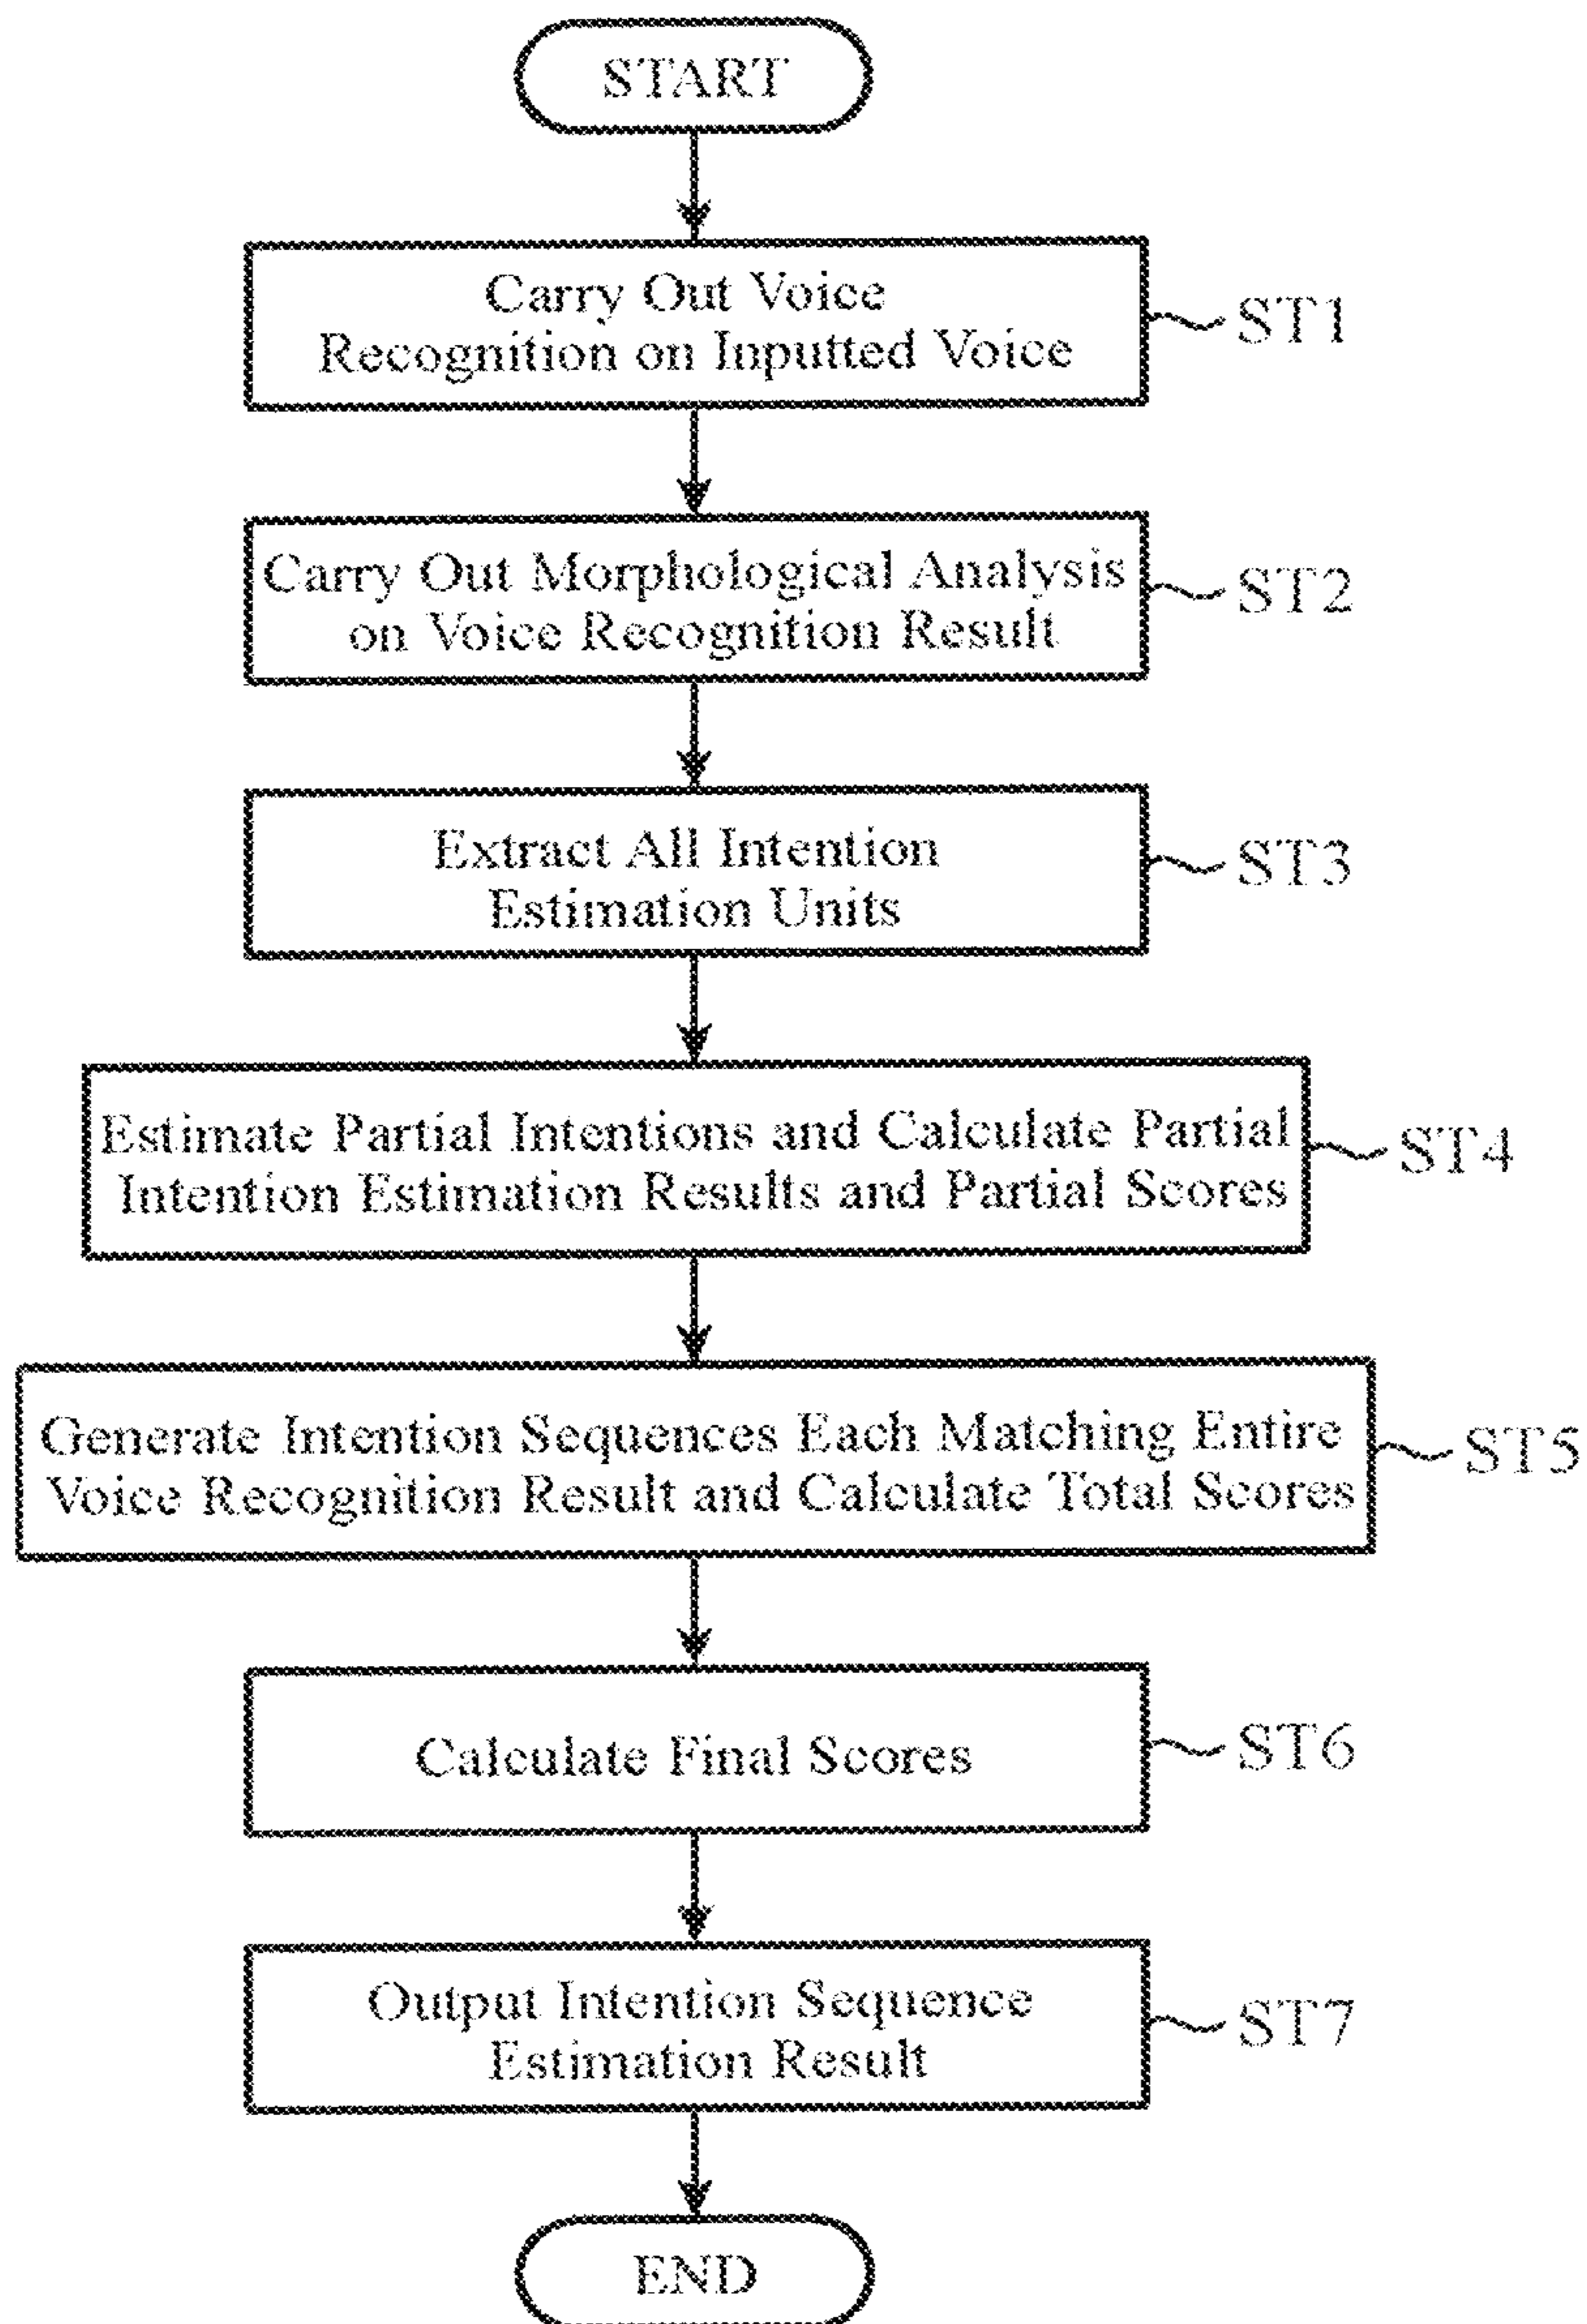 START
Carry Out Voice
Recognition on Inputted Voice
ST1
Carry Out Morphological Analysis
on Voice Recognition Result
ST2
Extract All Intention
Estimation Units
ST3
Estimate Partial Intentions and Calculate Partial
Intention Estimation Results and Partial Scores
ST4
Generate Intention Sequences Each Matching Entire
Voice Recognition Result and Calculate Total Scores
ST5
Calculate Final Scores
ST6
Output Intention Sequence
Estimation Result
ST7
END